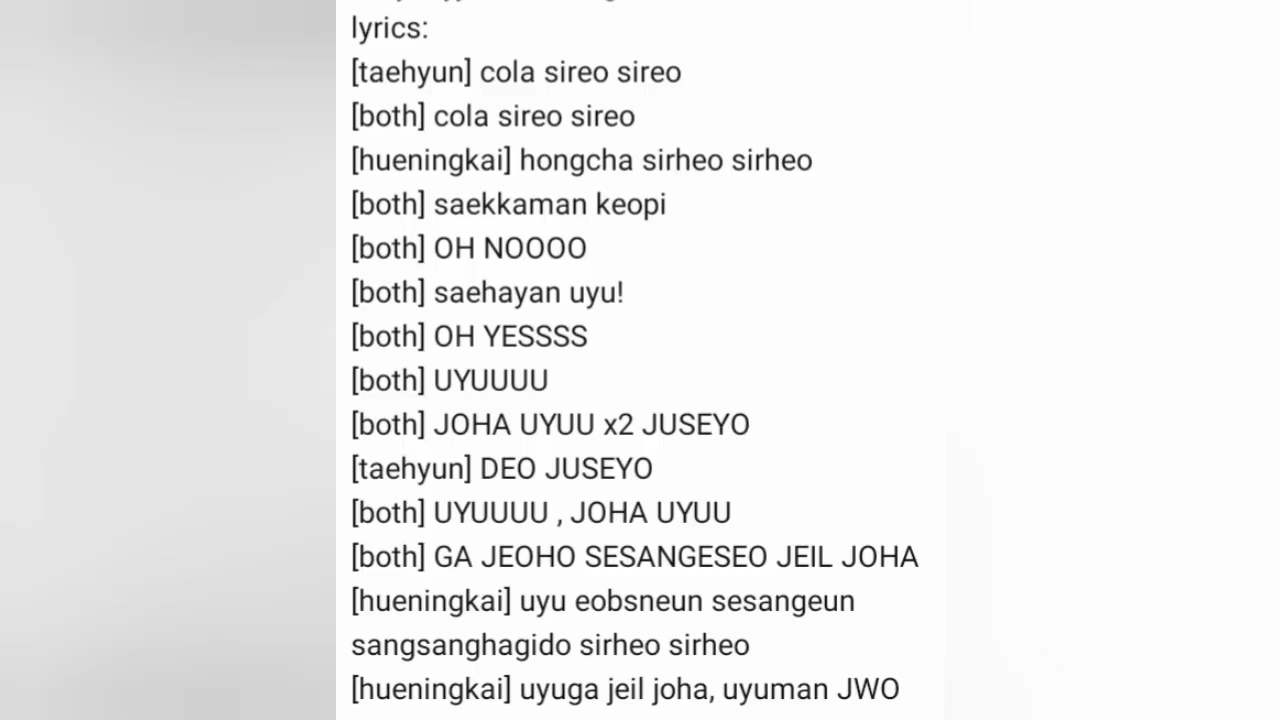 lyrics:
[taehyun] cola sireo sireo
[both] cola sireo sireo
[hueningkai] hongcha sirheo sirheo
[both] saekkaman keopi
[both] OH NOOOO
[both] saehayan uyu!
[both] OH YESSSS
[both] UYUUUU
[both] JOHA UYUU x2 JUSEYO
[taehyun] DEO JUSEYO
[both] UYUUUU , JOHA UYUU
[both] GA JEOHO SESANGESEO JEIL JOHA
[hueningkai] uyu eobsneun sesangeun
sangsanghagido sirheo sirheo
[hueningkai] uyuga jeil joha, uyuman JWO